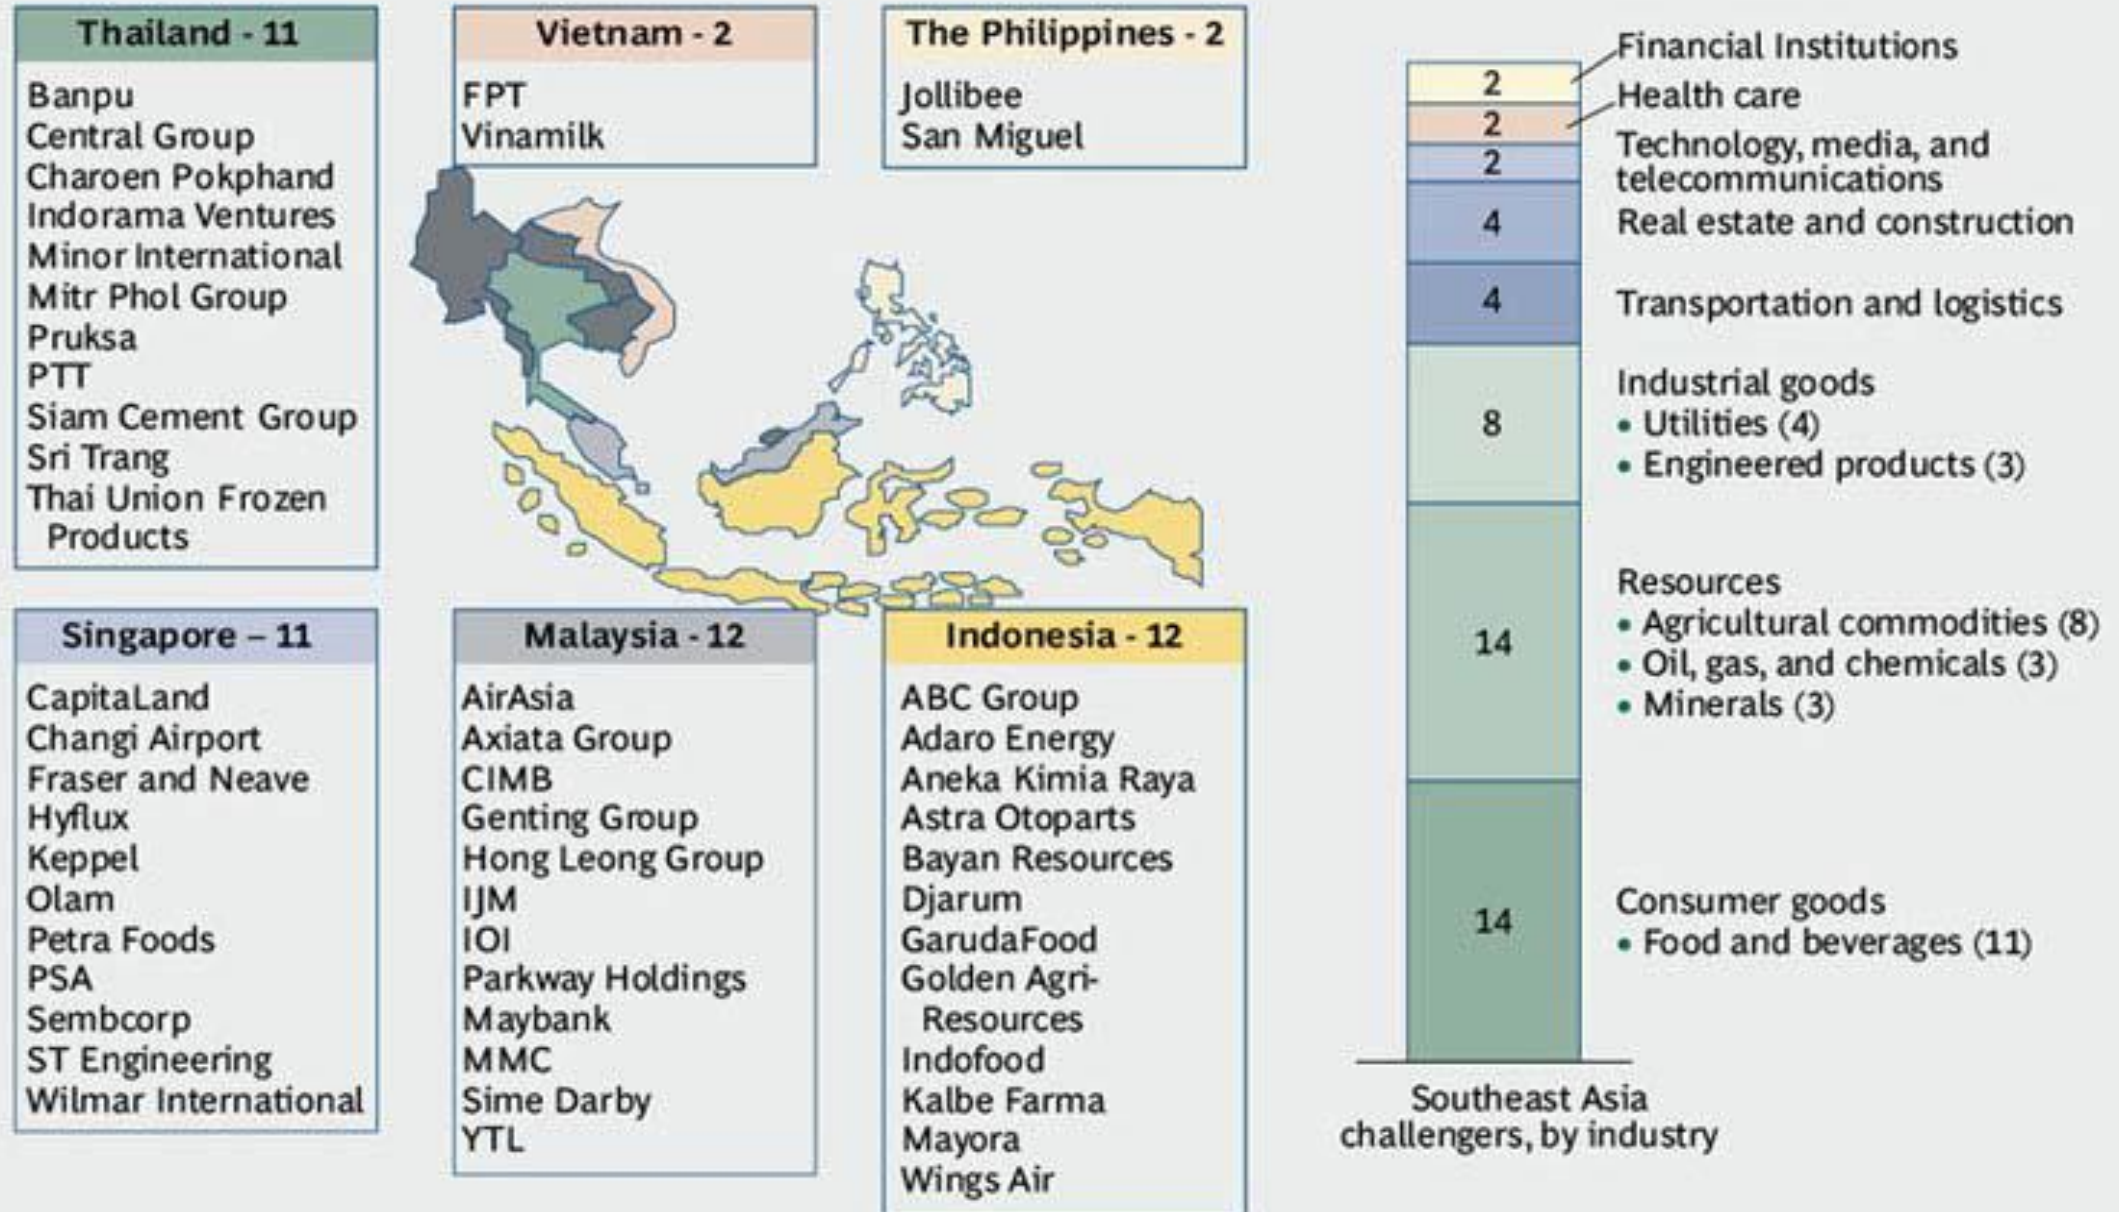 Thailand - 11
Banpu
Central Group
Charoen Pokphand
Indorama Ventures
Minor International
Mitr Phol Group
Pruksa
PTT
Siam Cement Group
Sri Trang
Thai Union Frozen
Products
Vietnam - 2
FPT
Vinamilk
The Philippines - 2
Jollibee
San Miguel
Singapore – 11
CapitaLand
Changi Airport
Fraser and Neave
Hyflux
Keppel
Olam
Petra Foods
PSA
Sembcorp
ST Engineering
Wilmar International
Malaysia - 12
AirAsia
Axiata Group
CIMB
Genting Group
Hong Leong Group
IJM
IOI
Parkway Holdings
Maybank
MMC
Sime Darby
YTL
Indonesia - 12
ABC Group
Adaro Energy
Aneka Kimia Raya
Astra Otoparts
Bayan Resources
Djarum
GarudaFood
Golden Agri-
Resources
Indofood
Kalbe Farma
Mayora
Wings Air
2
Financial Institutions
2
Health care
2
Technology, media, and
telecommunications
4
Real estate and construction
4
Transportation and logistics
8
Industrial goods
• Utilities (4)
• Engineered products (3)
14
Resources
• Agricultural commodities (8)
• Oil, gas, and chemicals (3)
• Minerals (3)
14
Consumer goods
• Food and beverages (11)
Southeast Asia
challengers, by industry